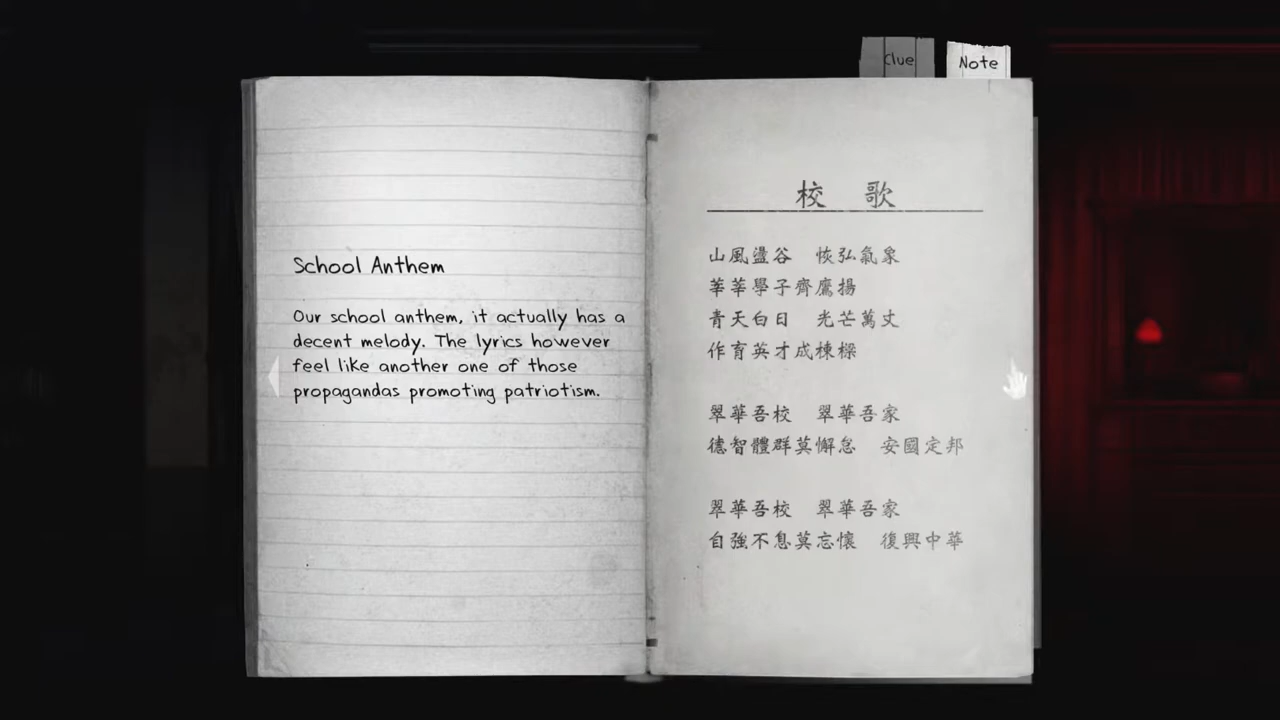 Clue
Note
School Anthem
Our school anthem, it actually has a
decent melody. The lyrics however
feel like another one of those
propagandas promoting patriotism.
校 歌
山風盪谷 恢弘氣象
莘莘學子齊鷹揚
青天白日 光芒萬丈
作育英才成棟樑
翠華吾校 翠華吾家
德智體群莫懈怠 安國定邦
翠華吾校 翠華吾家
自強不息莫忘懷 復興中華